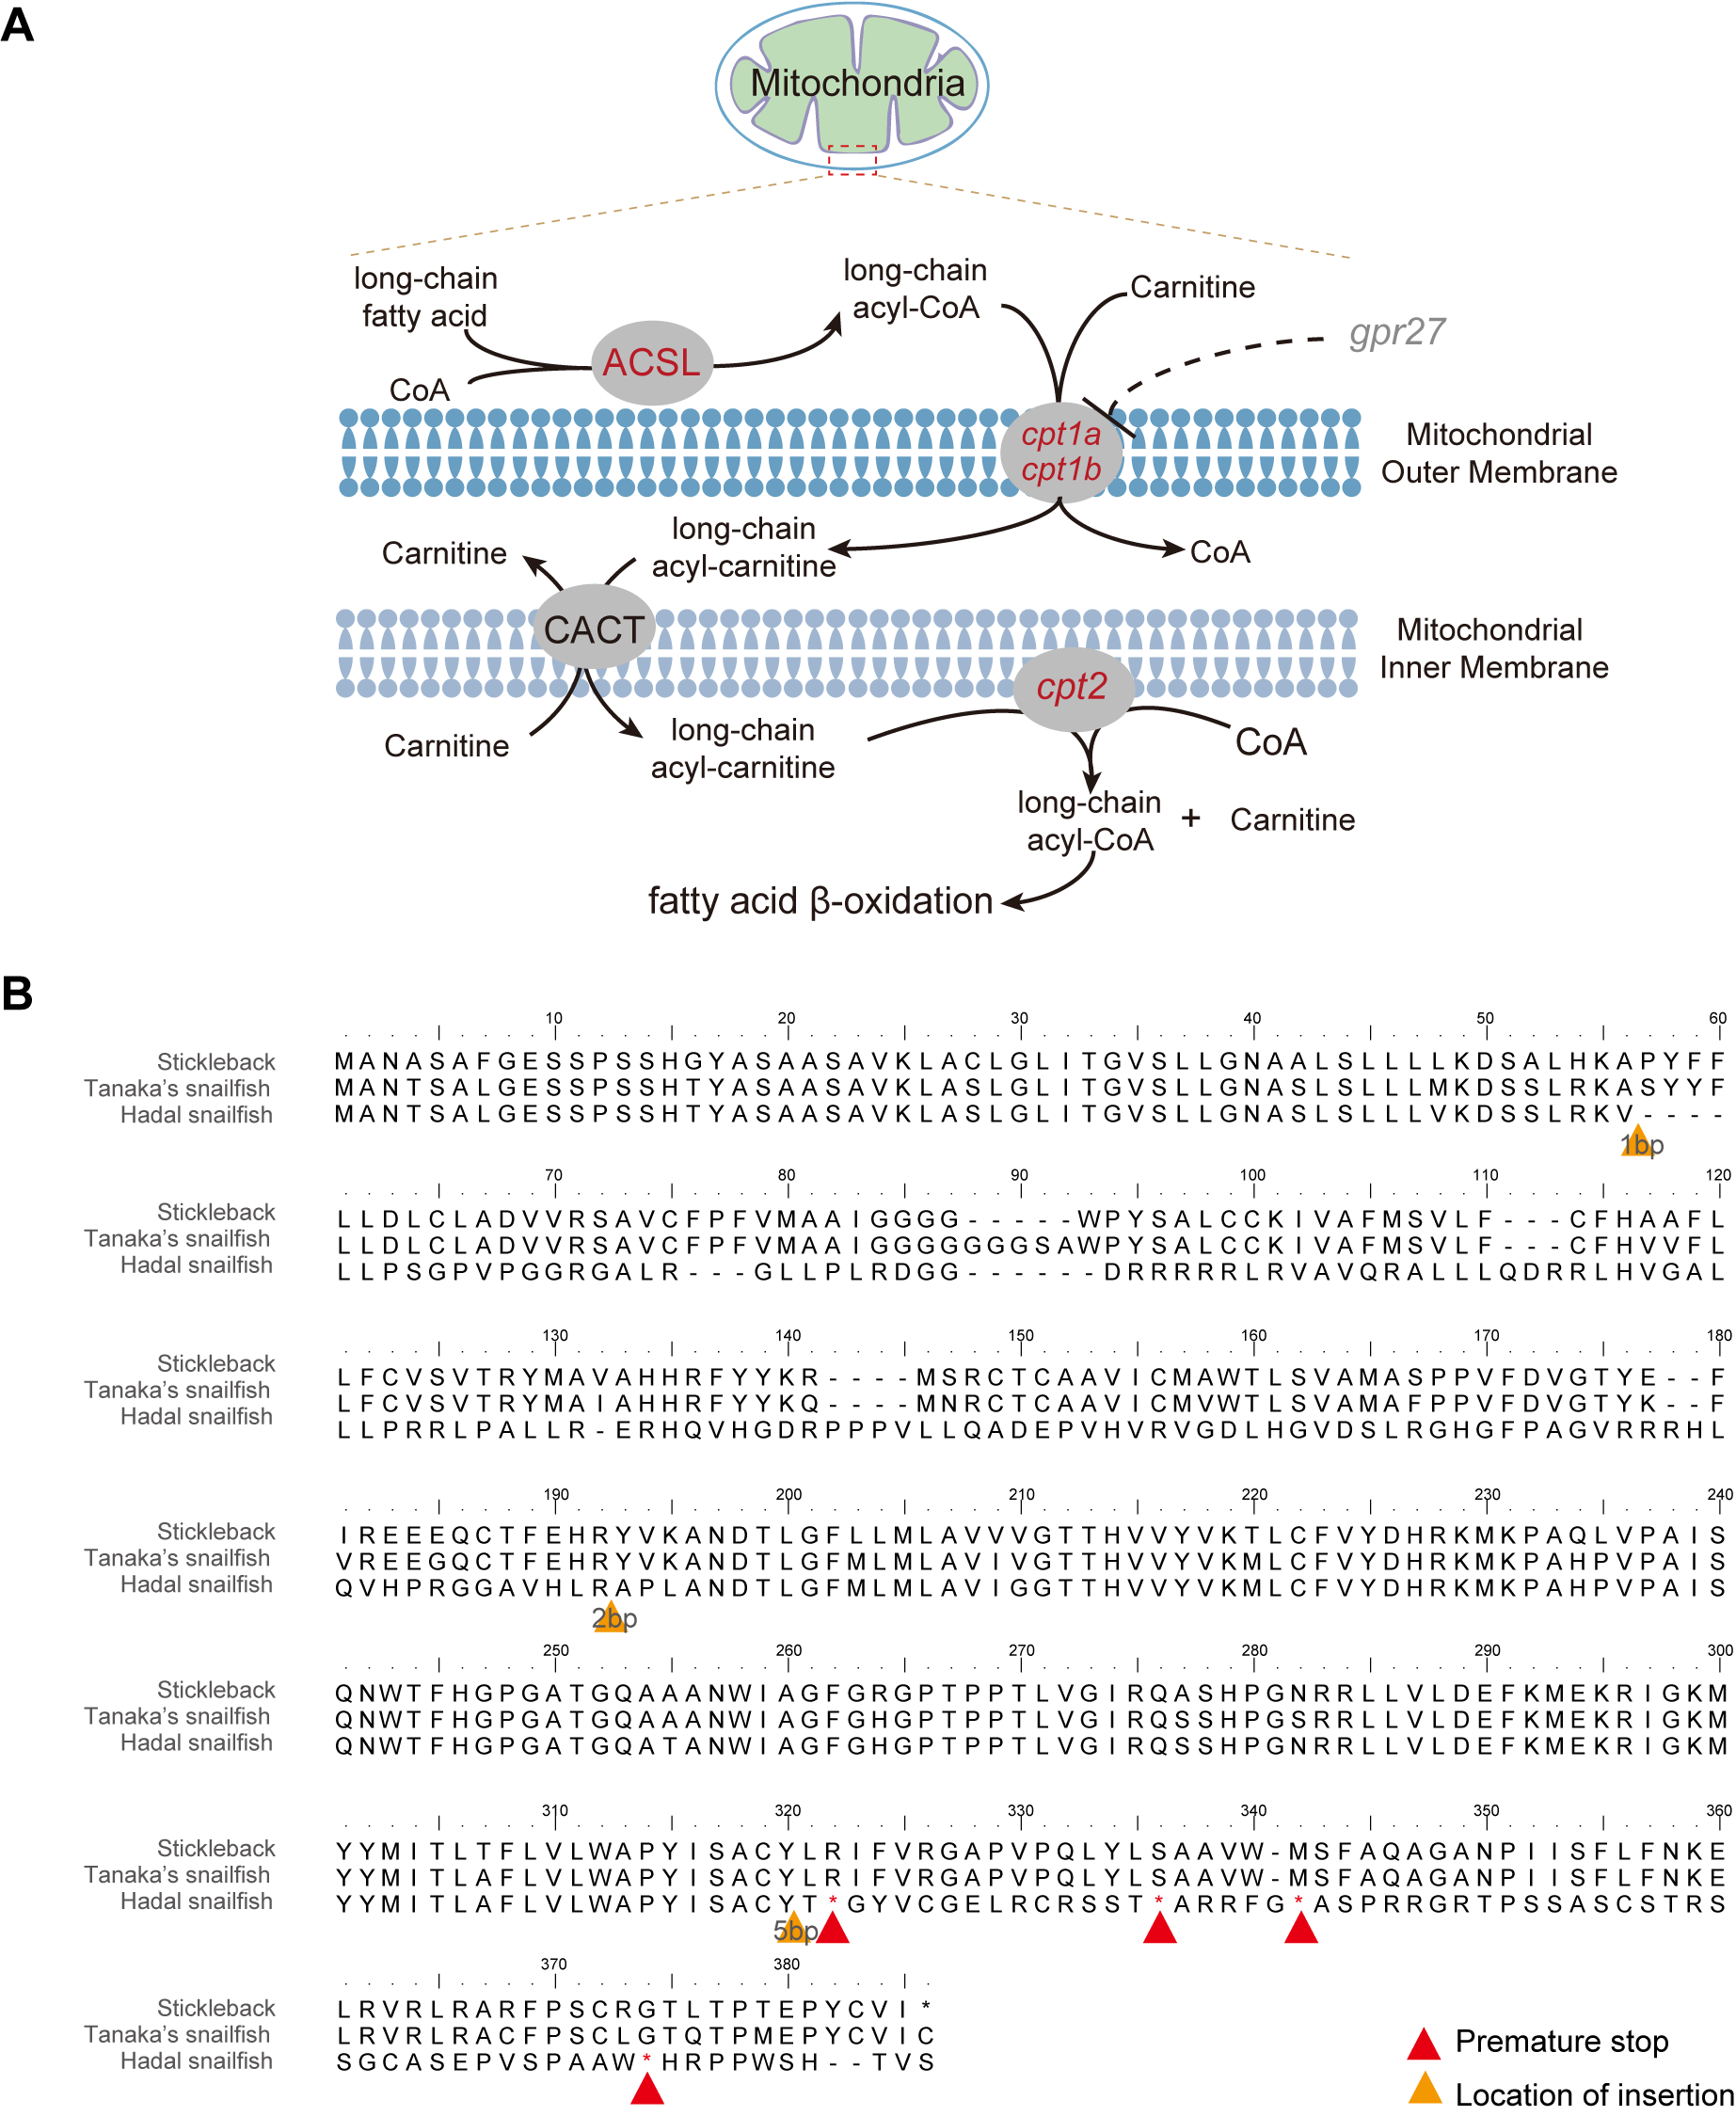 A
Mitochondria
long-chain
fatty acid
CoA
ACSL
long-chain
acyl-CoA
Carnitine
gpr27
cpt1a
cpt1b
Mitochondrial
Outer Membrane
Carnitine
long-chain
acyl-carnitine
CoA
CACT
Mitochondrial
Inner Membrane
cpt2
Carnitine
long-chain
acyl-carnitine
CoA
long-chain
acyl-CoA
+
Carnitine
fatty acid β-oxidation
B
10 20 30 40 50 60
Stickleback MANASAFGESSPSSHGYASAASAVKLACLGLITGVSLLGNAALSLLLLKDSALHKAPYFF
Tanaka's snailfish MANTSALGESSPSSHTYASAASAVKLASLGLITGVSLLGNASLSLLLMKDSSLRKASYYF
Hadal snailfish MANTSALGESSPSSHTYASAASAVKLASLGLITGVSLLGNASLSLLLVKDSSLRKV----
1bp
70 80 90 100 110 120
Stickleback LLDLCLADVVRSAVCFPFVMAAIGGGG-----WPYSALCCKIVAFMSVLF---CFHAAFL
Tanaka's snailfish LLDLCLADVVRSAVCFPFVMAAIGGGGGGGSAWPYSALCCKIVAFMSVLF---CFHVVFL
Hadal snailfish LLPSGPVPGGRGALR---GLLPLRDGG------DRRRRRLRVAVQRALLLQDRRLHVGAL
130 140 150 160 170 180
Stickleback LFCVSVTRYMAVAHHRFYYKR----MSRCTCAAVICMAWTLSVAMASPPVFDVGTYE--F
Tanaka's snailfish LFCVSVTRYMAIAHHRFYYKQ----MNRCTCAAVICMVWTLSVAMAFPPVFDVGTYK--F
Hadal snailfish LLPRRLPALLR-ERHQVHGDRPPPVLLQADEPVHVRVGDLHGVDSLRGHGFPAGVRRRHL
190 200 210 220 230 240
Stickleback IREEEQCTFEHRYVKANDTLGFLLMLAVVVGTTHVVYVKTLCFVYDHRKMKPAQLVPAIS
Tanaka's snailfish VREEGQCTFEHRYVKANDTLGFMLMLAVIVGTTHVVYVKMLCFVYDHRKMKPAHPVPAIS
Hadal snailfish QVHPRGGAVHLRAPLANDTLGFMLMLAVIGGTTHVVYVKMLCFVYDHRKMKPAHPVPAIS
2bp
250 260 270 280 290 300
Stickleback QNWTFHGPGATGQAAANWIAGFGRGPTPPTLVGIRQASHPGNRRLLVLDEFKMEKRIGKM
Tanaka's snailfish QNWTFHGPGATGQAAANWIAGFGHGPTPPTLVGIRQSSHPGSRRLLVLDEFKMEKRIGKM
Hadal snailfish QNWTFHGPGATGQATANWIAGFGHGPTPPTLVGIRQSSHPGNRRLLVLDEFKMEKRIGKM
310 320 330 340 350 360
Stickleback YYMITLTFLVLWAPYISACYLRIFVRGAPVPQLYLSAAVW-MSFAQAGANPIISFLFNKE
Tanaka's snailfish YYMITLAFLVLWAPYISACYLRIFVRGAPVPQLYLSAAVW-MSFAQAGANPIISFLFNKE
Hadal snailfish YYMITLAFLVLWAPYISACYT*GYVCGELRCRSST*ARRFG*ASPRRGRTPSSASCSTRS
5bp
370 380
Stickleback LRVRLRARFPSCRGTLTPTEPYCVI*
Tanaka's snailfish LRVRLRACFPSCLGTQTPMEPYCVIC
Hadal snailfish SGCASEPVSPAAW*HRPPWSH--TVS
Premature stop
Location of insertion